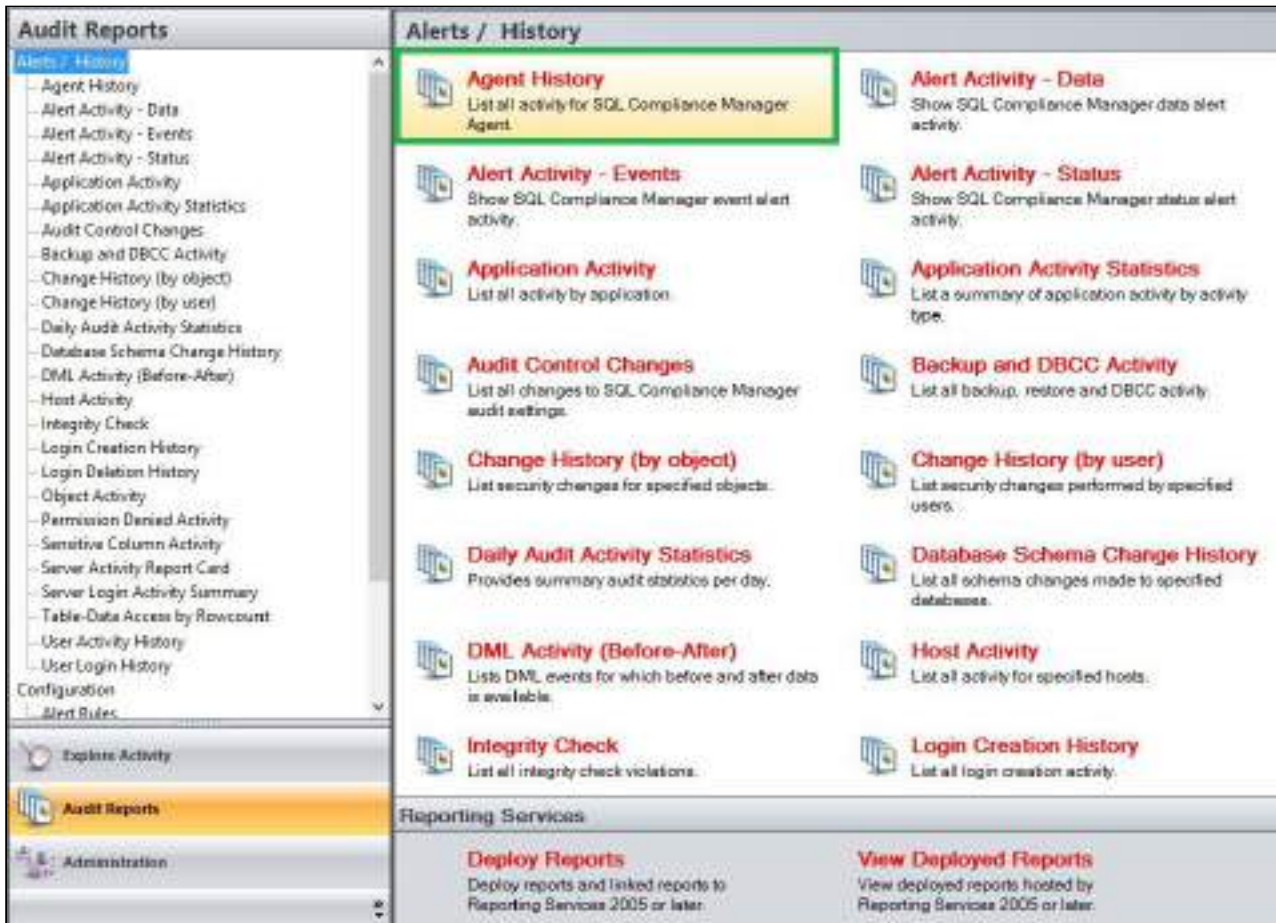 Audit Reports
Alerts / History
Agent History
Alert Activity - Data
Alert Activity - Events
Alert Activity - Status
Application Activity
Application Activity Statistics
Audit Control Changes
Backup and DBCC Activity
Change History (by object)
Change History (by user)
Daily Audit Activity Statistics
Database Schema Change History
DML Activity (Before-After)
Host Activity
Integrity Check
Login Creation History
Login Deletion History
Object Activity
Permission Denied Activity
Sensitive Column Activity
Server Activity Report Card
Server Login Activity Summary
Table-Data Access by Rowcount
User Activity History
User Login History
Configuration
Alert Rules
Explore Activity
Audit Reports
Administration
Alerts / History
Agent History
List all activity for SQL Compliance Manager
Agent.
Alert Activity - Data
Show SQL Compliance Manager data alert
activity.
Alert Activity - Events
Show SQL Compliance Manager event alert
activity.
Alert Activity - Status
Show SQL Compliance Manager status alert
activity.
Application Activity
List all activity by application.
Application Activity Statistics
List a summary of application activity by activity
type.
Audit Control Changes
List all changes to SQL Compliance Manager
audit settings.
Backup and DBCC Activity
List all backup, restore and DBCC activity.
Change History (by object)
List security changes for specified objects.
Change History (by user)
List security changes performed by specified
users.
Daily Audit Activity Statistics
Provides summary audit statistics per day.
Database Schema Change History
List all schema changes made to specified
databases.
DML Activity (Before-After)
Lists DML events for which before and after data
is available.
Host Activity
List all activity for specified hosts.
Integrity Check
List all integrity check violations.
Login Creation History
List all login creation activity.
Reporting Services
Deploy Reports
Deploy reports and linked reports to
Reporting Services 2005 or later.
View Deployed Reports
View deployed reports hosted by
Reporting Services 2005 or later.